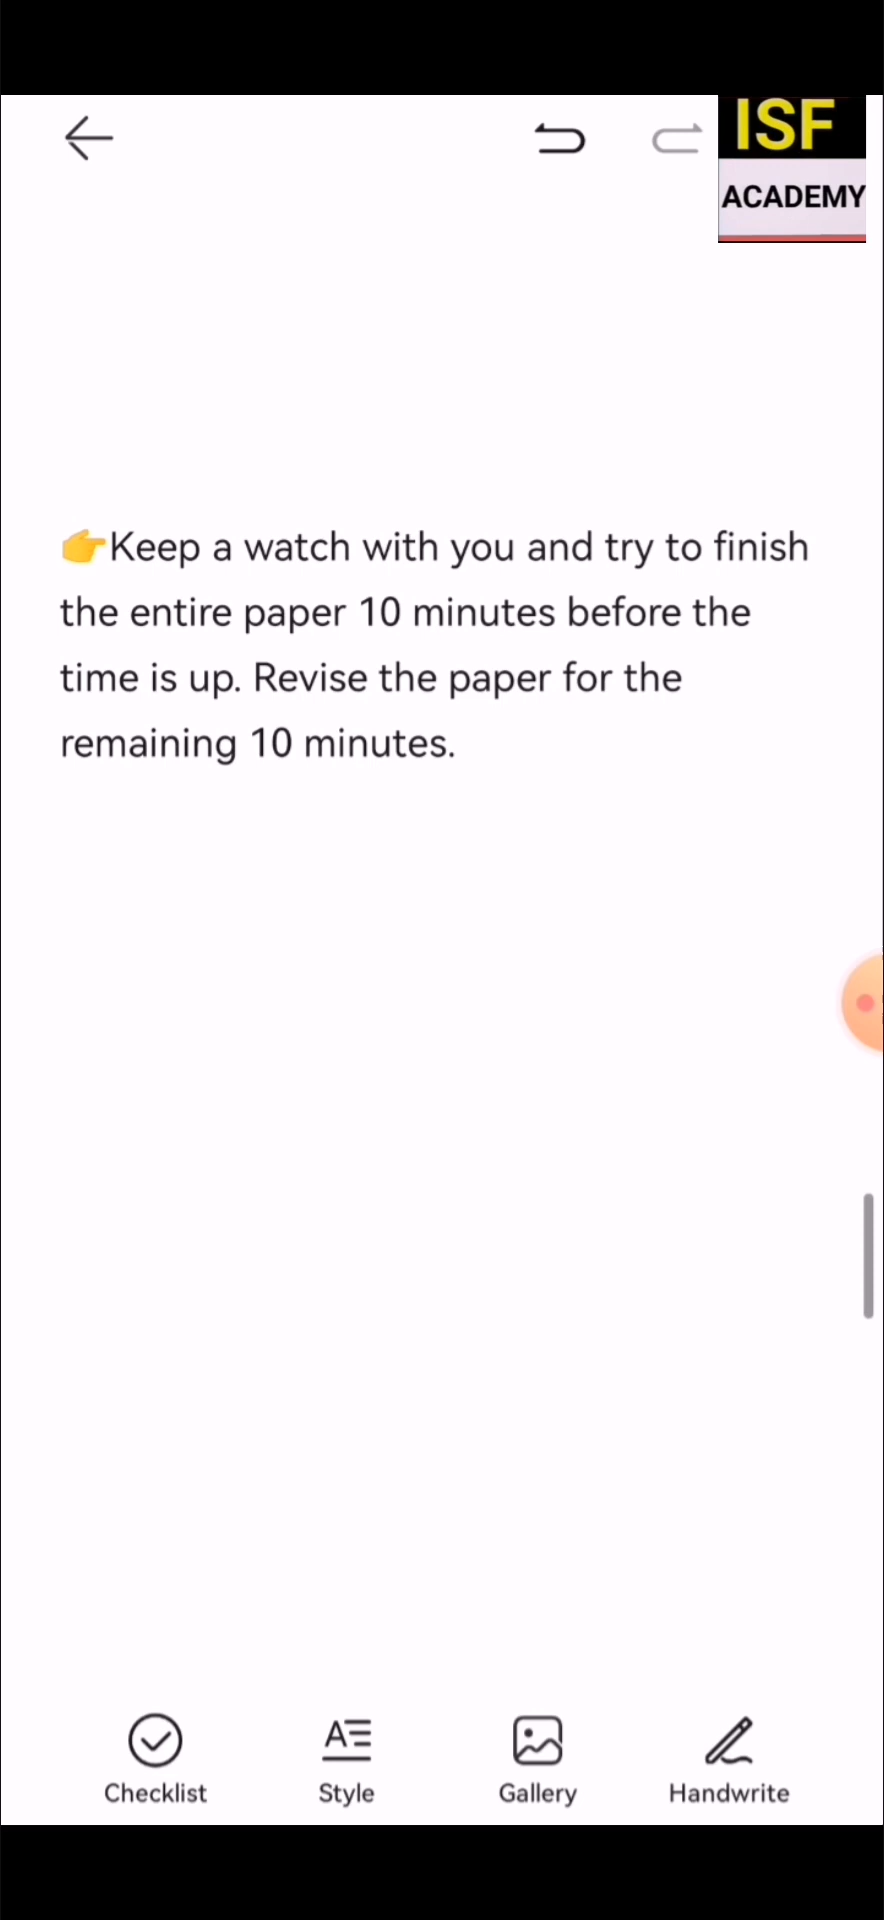 ISF
ACADEMY
👉Keep a watch with you and try to finish
the entire paper 10 minutes before the
time is up. Revise the paper for the
remaining 10 minutes.
Checklist
Style
Gallery
Handwrite